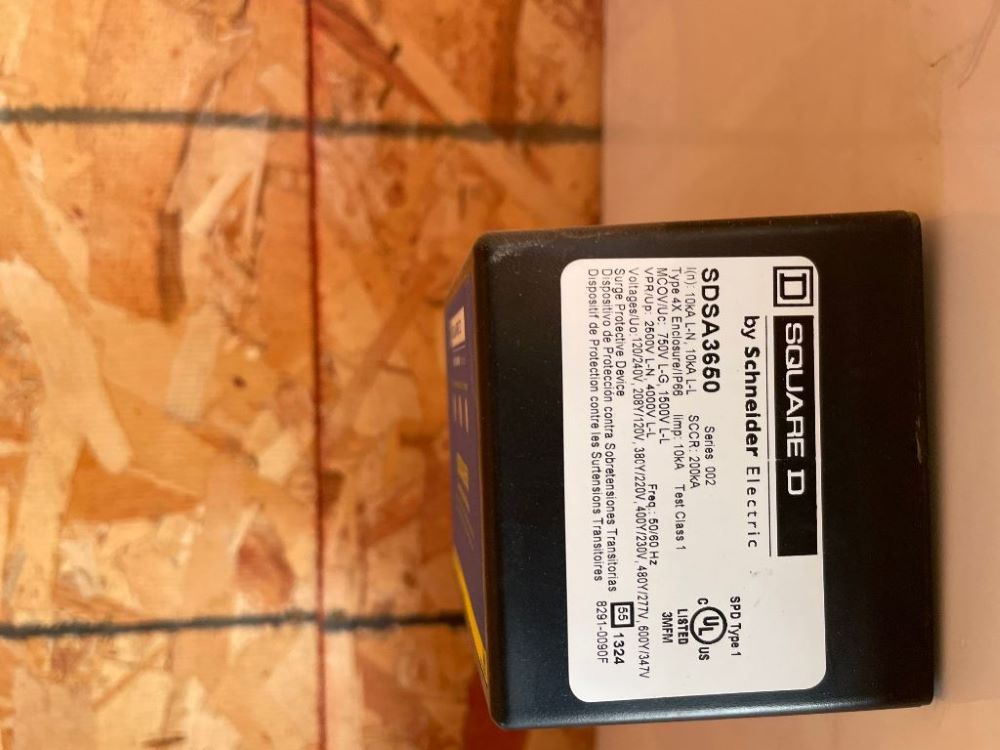 D SQUARE D
by Schneider Electric
SDSA3650 Series 002
I(n): 10kA L-N, 10kA L-L SCCR: 200kA
Type 4X Enclosure/IP66 Iimp: 10kA Test Class 1
MCOV/Uc: 750V L-G, 1500V L-L
VPR/Up: 2500V L-N, 4000V L-L Freq.: 50/60 Hz
Voltages/Uo:120/240V, 208Y/120V, 380Y/220V, 400Y/230V, 480Y/277V, 600Y/347V
Surge Protective Device
Dispositivo de Protección contra Sobretensiones Transitorias
Dispositif de Protection contre les Surtensions Transitoires
SPD Type 1
C UL US
LISTED
3MFM
55 1324
8291-0090F